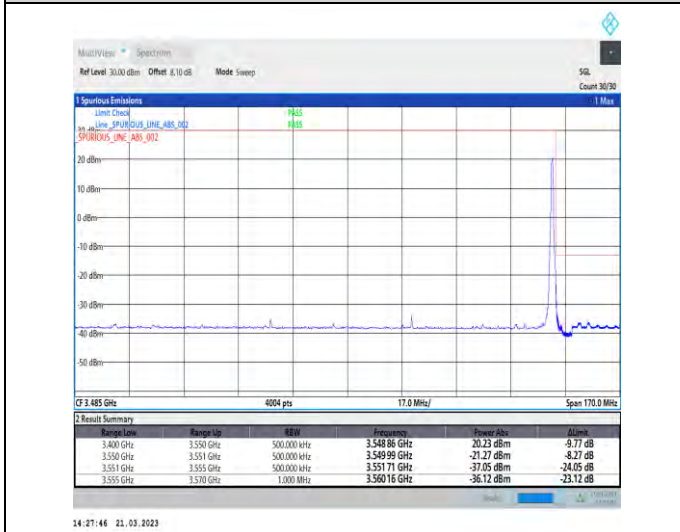 MultiView Spectrum
Ref Level 30.00 dBm Offset 8.10 dB Mode Sweep SGL
Count 30/30
1 Spurious Emissions 1 Max
Limit Check PASS
Line _SPURIOUS_LINE_ABS_002 PASS
_SPURIOUS_LINE_ABS_002
20 dBm
10 dBm
0 dBm
-10 dBm
-20 dBm
-30 dBm
-40 dBm
-50 dBm
CF 3.485 GHz 4004 pts 17.0 MHz/ Span 170.0 MHz
2 Result Summary
Range Low Range Up RBW Frequency Power Abs ΔLimit
3.400 GHz 3.550 GHz 500.000 kHz 3.548 86 GHz 20.23 dBm -9.77 dB
3.550 GHz 3.551 GHz 500.000 kHz 3.549 99 GHz -21.27 dBm -8.27 dB
3.551 GHz 3.555 GHz 500.000 kHz 3.551 71 GHz -37.05 dBm -24.05 dB
3.555 GHz 3.570 GHz 1.000 MHz 3.560 16 GHz -36.12 dBm -23.12 dB
14:27:46 21.03.2023